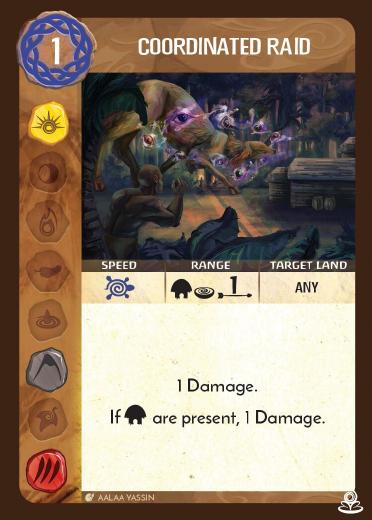 1
COORDINATED RAID
SPEED RANGE TARGET LAND
1 ANY
1 Damage.
If are present, 1 Damage.
AALAA YASSIN